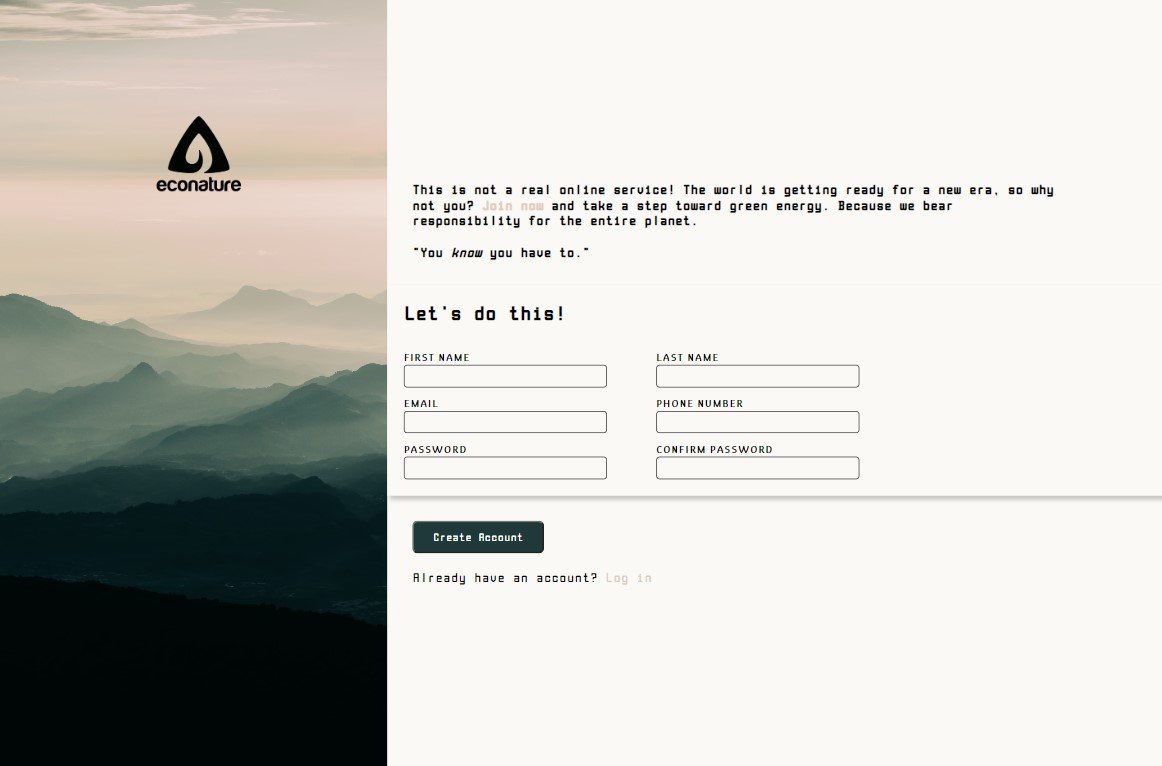 econature
This is not a real online service! The world is getting ready for a new era, so why
not you? Join now and take a step toward green energy. Because we bear
responsibility for the entire planet.
"You know you have to."
Let's do this!
FIRST NAME LAST NAME
EMAIL PHONE NUMBER
PASSWORD CONFIRM PASSWORD
Create Account
Already have an account? Log in